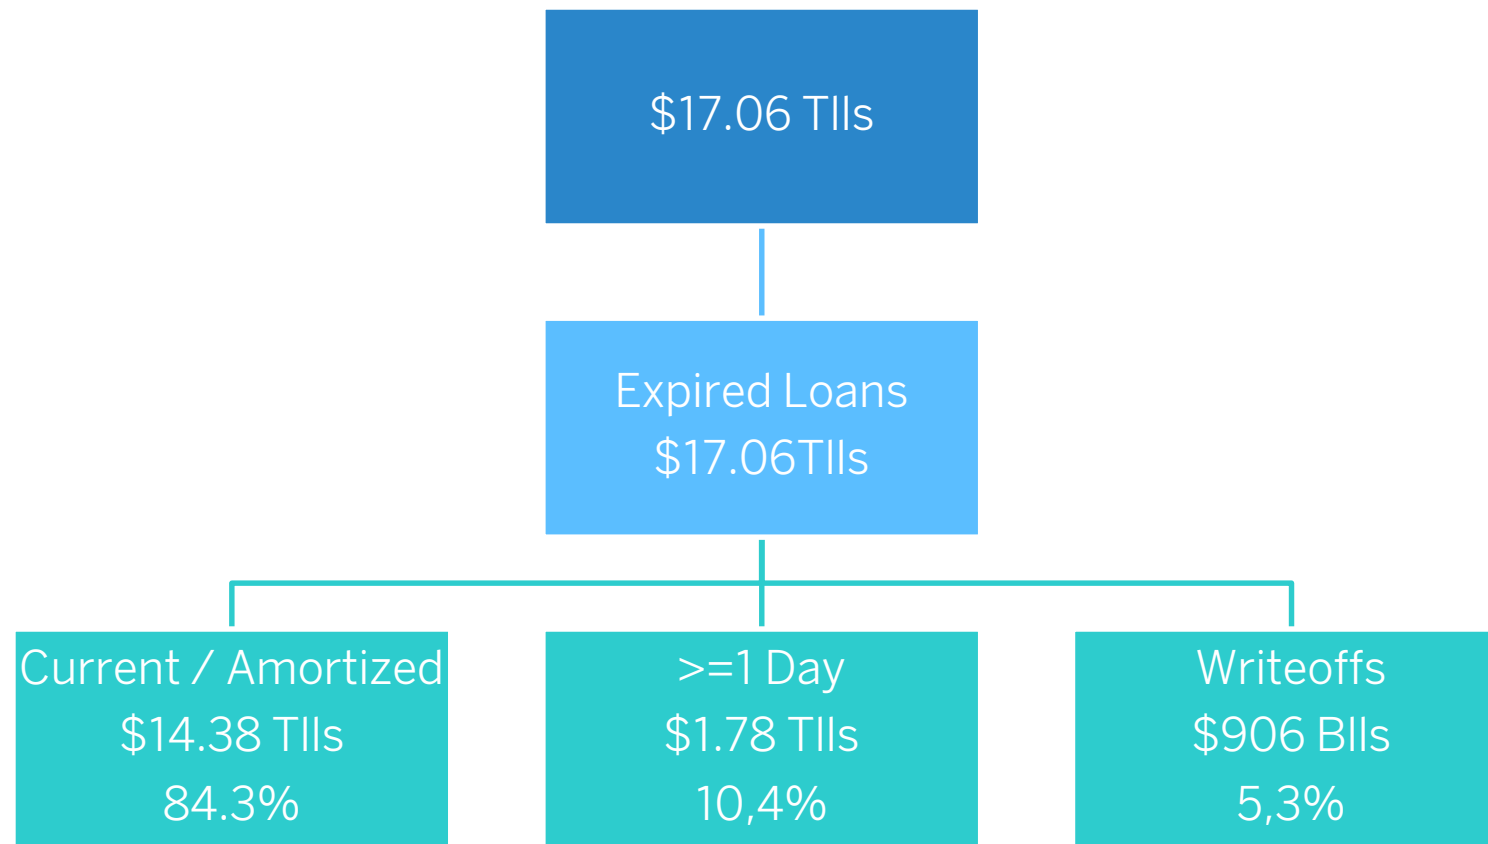 $17.06 Tlls
Expired Loans
$17.06Tlls
Current / Amortized
$14.38 Tlls
84.3%
>=1 Day
$1.78 Tlls
10,4%
Writeoffs
$906 Blls
5,3%